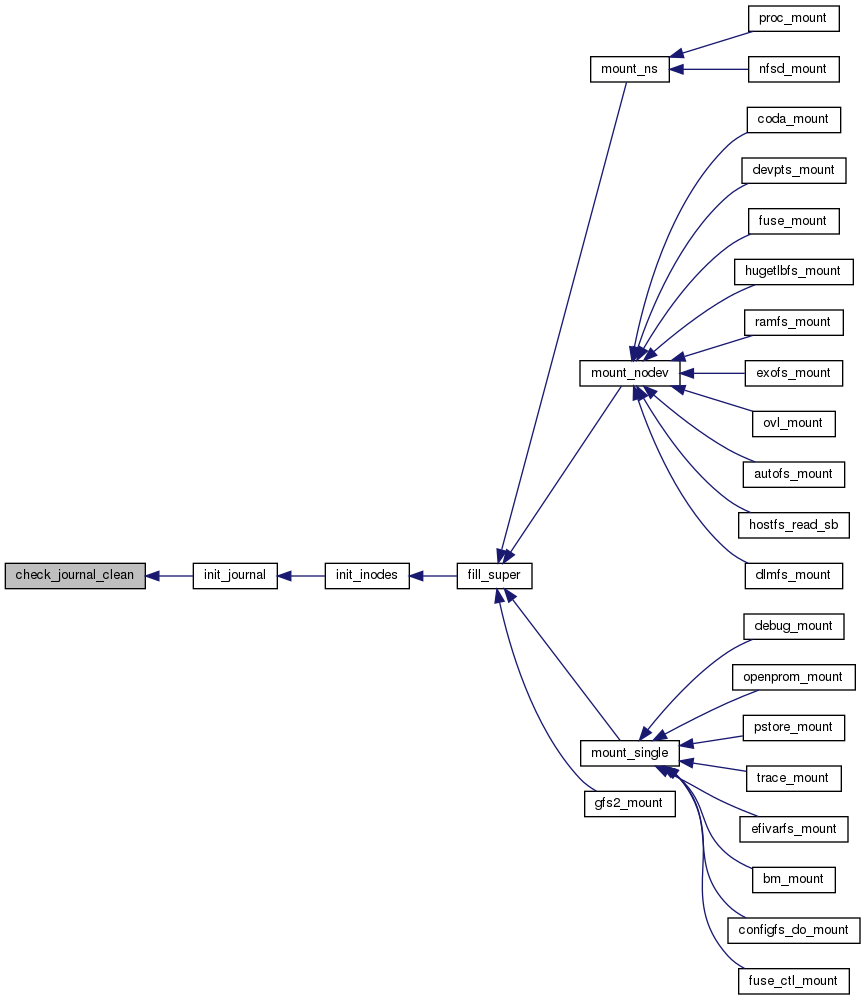 proc_mount
mount_ns
nfsd_mount
coda_mount
devpts_mount
fuse_mount
hugetlbfs_mount
ramfs_mount
mount_nodev
exofs_mount
ovl_mount
autofs_mount
hostfs_read_sb
check_journal_clean
init_journal
init_inodes
fill_super
dlmfs_mount
debug_mount
openprom_mount
pstore_mount
mount_single
trace_mount
gfs2_mount
efivarfs_mount
bm_mount
configfs_do_mount
fuse_ctl_mount